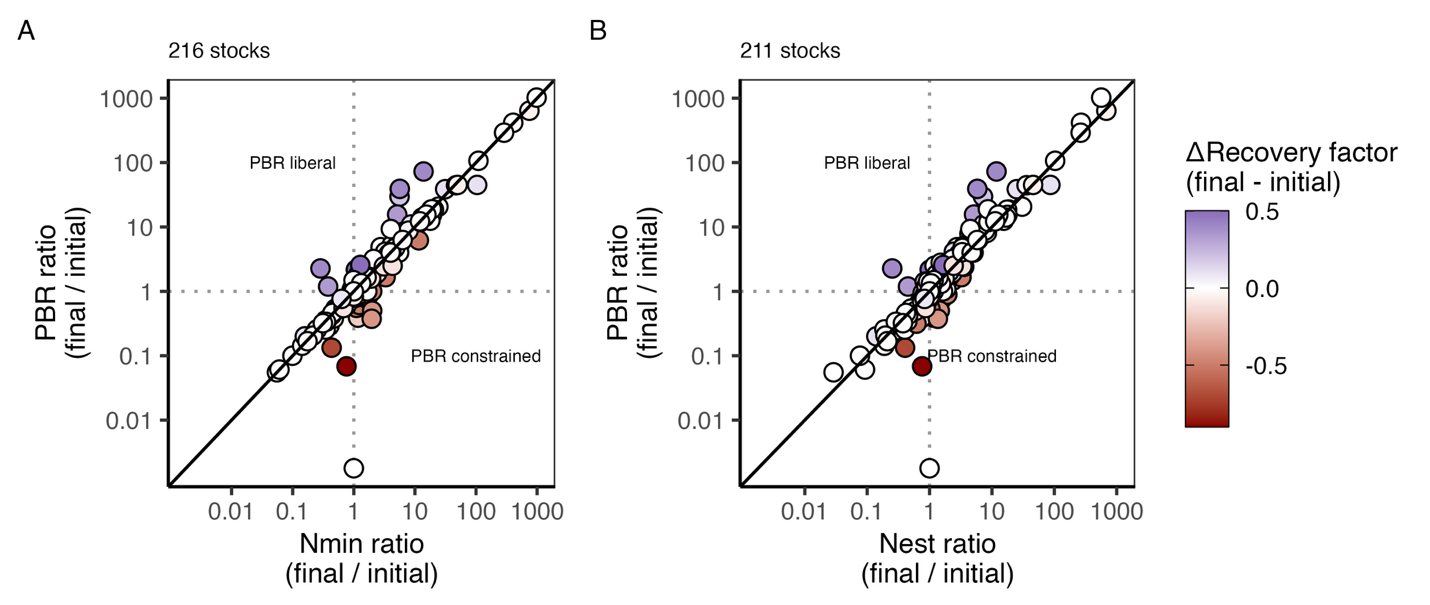 A
216 stocks
PBR ratio
(final / initial)
1000
100
10
1
0.1
0.01
PBR liberal
PBR constrained
0.01 0.1 1 10 100 1000
Nmin ratio
(final / initial)
B
211 stocks
PBR ratio
(final / initial)
1000
100
10
1
0.1
0.01
PBR liberal
PBR constrained
0.01 0.1 1 10 100 1000
Nest ratio
(final / initial)
ΔRecovery factor
(final - initial)
0.5
0.0
-0.5